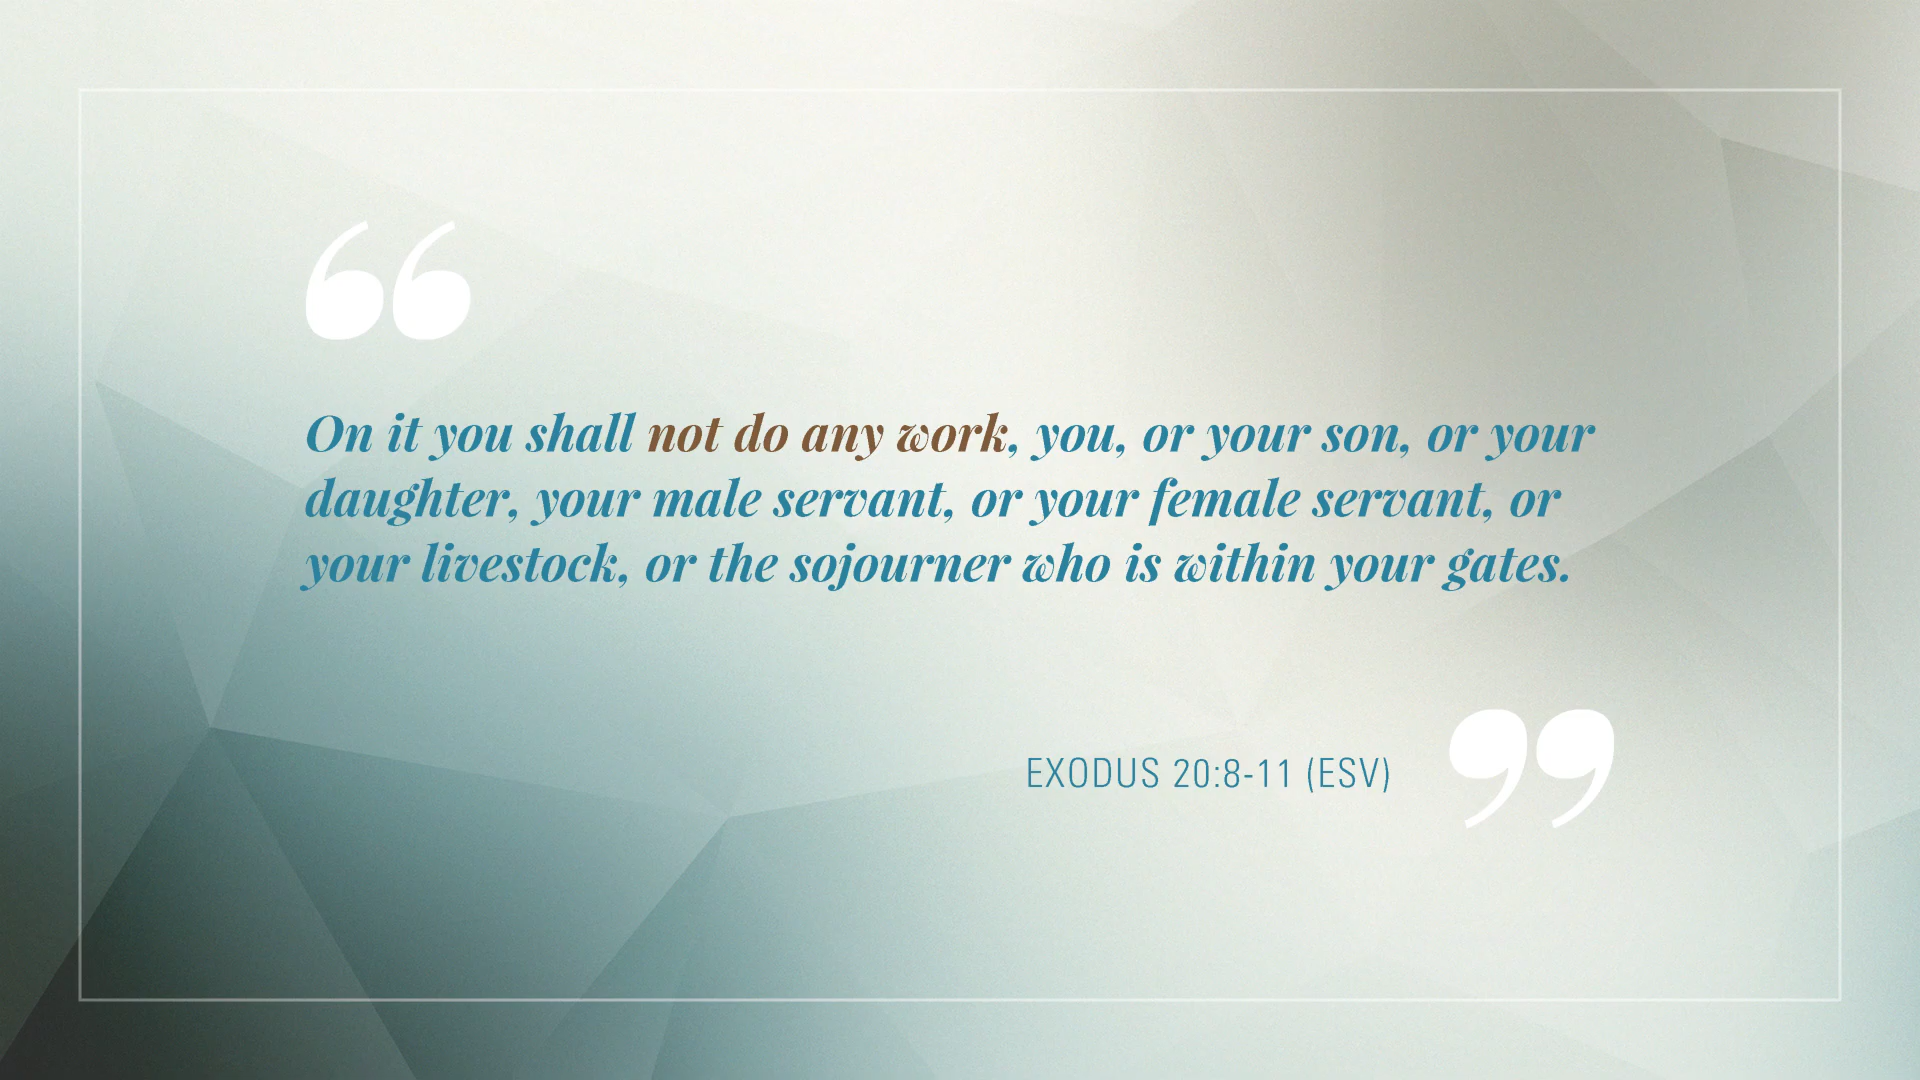 “
On it you shall not do any work, you, or your son, or your
daughter, your male servant, or your female servant, or
your livestock, or the sojourner who is within your gates.
EXODUS 20:8-11 (ESV) ”